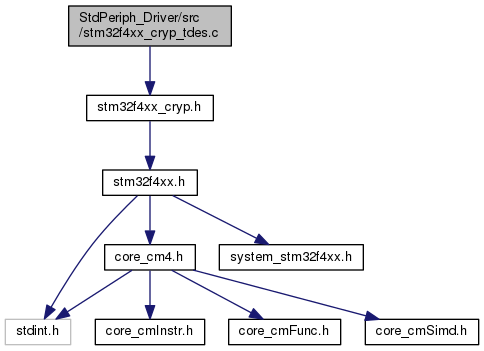 StdPeriph_Driver/src
/stm32f4xx_cryp_tdes.c
stm32f4xx_cryp.h
stm32f4xx.h
core_cm4.h
system_stm32f4xx.h
stdint.h
core_cmInstr.h
core_cmFunc.h
core_cmSimd.h